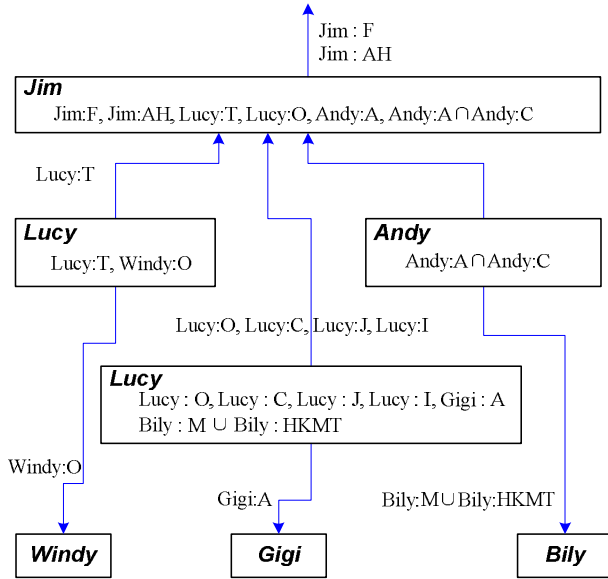 Jim : F
Jim : AH
Jim
Jim:F, Jim:AH, Lucy:T, Lucy:O, Andy:A, Andy:A∩Andy:C
Lucy:T
Lucy
Lucy:T, Windy:O
Andy
Andy:A∩Andy:C
Lucy:O, Lucy:C, Lucy:J, Lucy:I
Lucy
Lucy : O, Lucy : C, Lucy : J, Lucy : I, Gigi : A
Bily : M ∪ Bily : HKMT
Windy:O
Gigi:A
Bily:M∪Bily:HKMT
Windy
Gigi
Bily